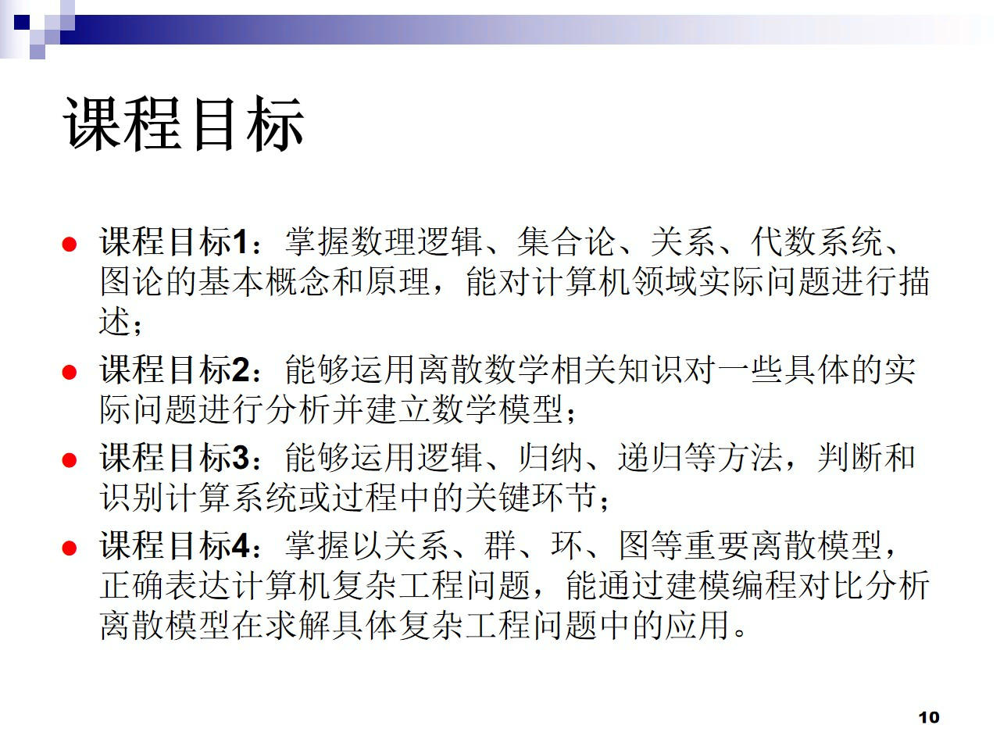 课程目标
课程目标1：掌握数理逻辑、集合论、关系、代数系统、
图论的基本概念和原理，能对计算机领域实际问题进行描
述；
课程目标2：能够运用离散数学相关知识对一些具体的实
际问题进行分析并建立数学模型；
课程目标3：能够运用逻辑、归纳、递归等方法，判断和
识别计算系统或过程中的关键环节；
课程目标4：掌握以关系、群、环、图等重要离散模型，
正确表达计算机复杂工程问题，能通过建模编程对比分析
离散模型在求解具体复杂工程问题中的应用。
10